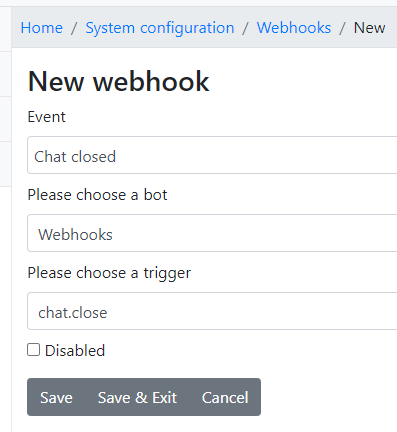 Home / System configuration / Webhooks / New
New webhook
Event
Chat closed
Please choose a bot
Webhooks
Please choose a trigger
chat.close
Disabled
Save Save & Exit Cancel